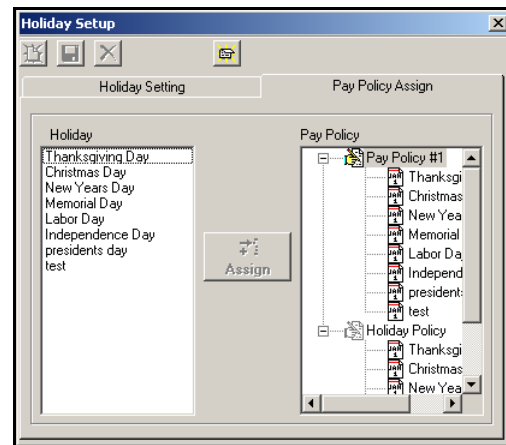 Holiday Setup
Holiday Setting
Pay Policy Assign
Holiday
Thanksgiving Day
Christmas Day
New Years Day
Memorial Day
Labor Day
Independence Day
presidents day
test
Assign
Pay Policy
Pay Policy #1
Thanksgi
Christmas
New Yea
Memorial
Labor Da
Independ
president
test
Holiday Policy
Thanksgi
Christmas
New Yea